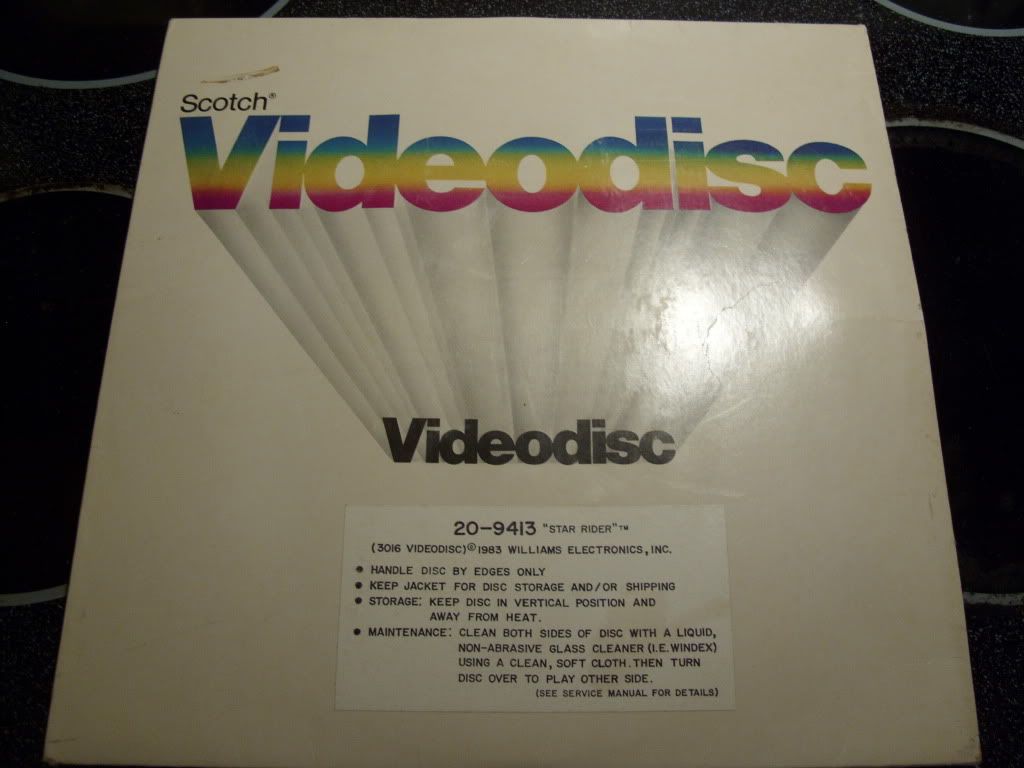 Scotch®
Videodisc
Videodisc
20-9413 "STAR RIDER"™
(3016 VIDEODISC)©1983 WILLIAMS ELECTRONICS, INC.
● HANDLE DISC BY EDGES ONLY
● KEEP JACKET FOR DISC STORAGE AND/OR SHIPPING
● STORAGE: KEEP DISC IN VERTICAL POSITION AND
AWAY FROM HEAT.
● MAINTENANCE: CLEAN BOTH SIDES OF DISC WITH A LIQUID,
NON-ABRASIVE GLASS CLEANER (I.E. WINDEX)
USING A CLEAN, SOFT CLOTH. THEN TURN
DISC OVER TO PLAY OTHER SIDE.
(SEE SERVICE MANUAL FOR DETAILS)